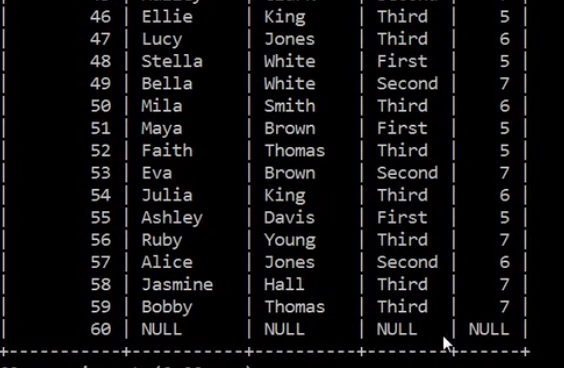 | 46 | Ellie | King | Third | 5 |
| 47 | Lucy | Jones | Third | 6 |
| 48 | Stella | White | First | 5 |
| 49 | Bella | White | Second | 7 |
| 50 | Mila | Smith | Third | 6 |
| 51 | Maya | Brown | First | 5 |
| 52 | Faith | Thomas | Third | 5 |
| 53 | Eva | Brown | Second | 7 |
| 54 | Julia | King | Third | 6 |
| 55 | Ashley | Davis | First | 5 |
| 56 | Ruby | Young | Third | 7 |
| 57 | Alice | Jones | Second | 6 |
| 58 | Jasmine | Hall | Third | 7 |
| 59 | Bobby | Thomas | Third | 7 |
| 60 | NULL | NULL | NULL | NULL |